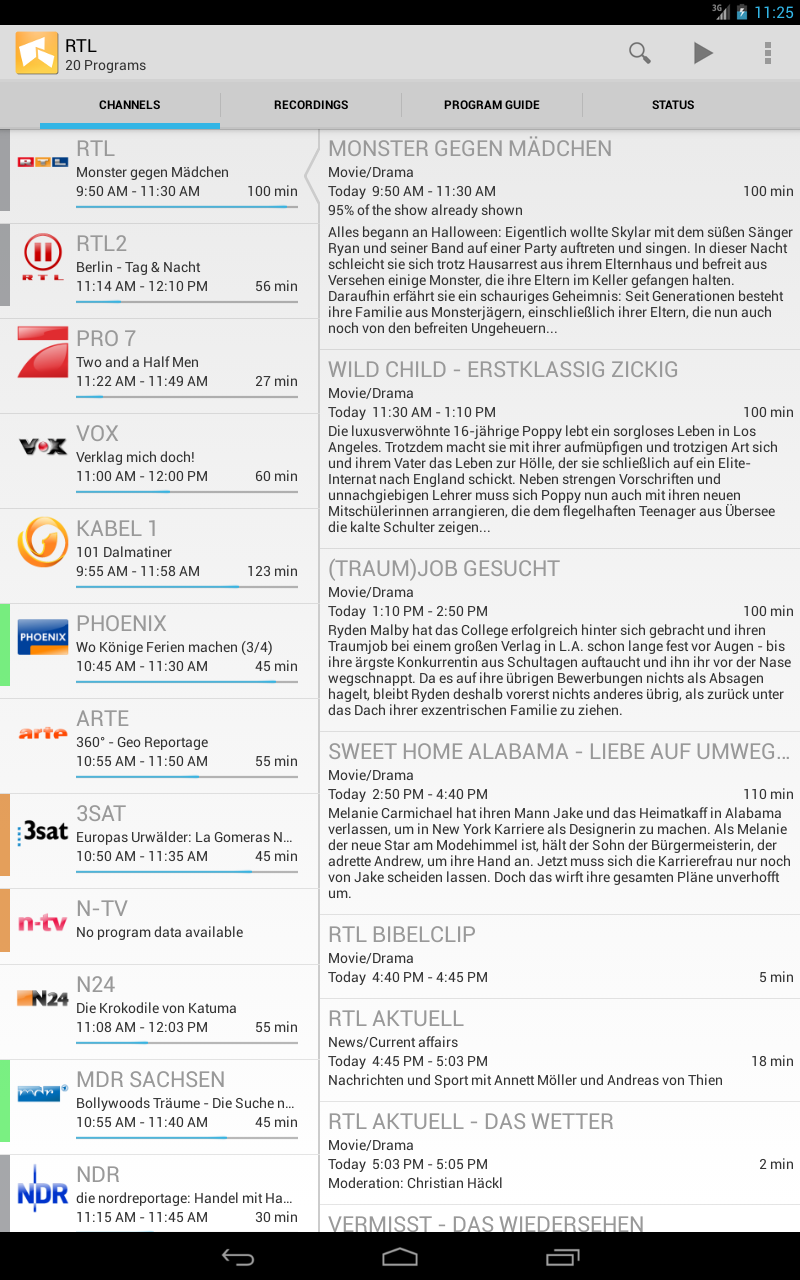 3G
11:25
RTL
20 Programs
CHANNELS
RECORDINGS
PROGRAM GUIDE
STATUS
RTL
RTL
Monster gegen Mädchen
9:50 AM - 11:30 AM 100 min
RTL
RTL2
Berlin - Tag & Nacht
11:14 AM - 12:10 PM 56 min
7
PRO 7
Two and a Half Men
11:22 AM - 11:49 AM 27 min
VOX
VOX
Verklag mich doch!
11:00 AM - 12:00 PM 60 min
KABEL 1
101 Dalmatiner
9:55 AM - 11:58 AM 123 min
PHOENIX
PHOENIX
Wo Könige Ferien machen (3/4)
10:45 AM - 11:30 AM 45 min
arte
ARTE
360° - Geo Reportage
10:55 AM - 11:50 AM 55 min
3sat
3SAT
Europas Urwälder: La Gomeras N...
10:50 AM - 11:35 AM 45 min
n-tv
N-TV
No program data available
N24
N24
Die Krokodile von Katuma
11:08 AM - 12:03 PM 55 min
mdr
MDR SACHSEN
Bollywoods Träume - Die Suche n...
10:55 AM - 11:40 AM 45 min
NDR
NDR
die nordreportage: Handel mit Ha...
11:15 AM - 11:45 AM 30 min
MONSTER GEGEN MÄDCHEN
Movie/Drama
Today 9:50 AM - 11:30 AM 100 min
95% of the show already shown
Alles begann an Halloween: Eigentlich wollte Skylar mit dem süßen Sänger
Ryan und seiner Band auf einer Party auftreten und singen. In dieser Nacht
schleicht sie sich trotz Hausarrest aus ihrem Elternhaus und befreit aus
Versehen einige Monster, die ihre Eltern im Keller gefangen halten.
Daraufhin erfährt sie ein schauriges Geheimnis: Seit Generationen besteht
ihre Familie aus Monsterjägern, einschließlich ihrer Eltern, die nun auch
noch von den befreiten Ungeheuern...
WILD CHILD - ERSTKLASSIG ZICKIG
Movie/Drama
Today 11:30 AM - 1:10 PM 100 min
Die luxusverwöhnte 16-jährige Poppy lebt ein sorgloses Leben in Los
Angeles. Trotzdem macht sie mit ihrer aufmüpfigen und trotzigen Art sich
und ihrem Vater das Leben zur Hölle, der sie schließlich auf ein Elite-
Internat nach England schickt. Neben strengen Vorschriften und
unnachgiebigen Lehrer muss sich Poppy nun auch mit ihren neuen
Mitschülerinnen arrangieren, die dem flegelhaften Teenager aus Übersee
die kalte Schulter zeigen...
(TRAUM)JOB GESUCHT
Movie/Drama
Today 1:10 PM - 2:50 PM 100 min
Ryden Malby hat das College erfolgreich hinter sich gebracht und ihren
Traumjob bei einem großen Verlag in L.A. schon lange fest vor Augen - bis
ihre ärgste Konkurrentin aus Schultagen auftaucht und ihn ihr vor der Nase
wegschnappt. Da es auf ihre übrigen Bewerbungen nichts als Absagen
hagelt, bleibt Ryden deshalb vorerst nichts anderes übrig, als zurück unter
das Dach ihrer exzentrischen Familie zu ziehen.
SWEET HOME ALABAMA - LIEBE AUF UMWEG...
Movie/Drama
Today 2:50 PM - 4:40 PM 110 min
Melanie Carmichael hat ihren Mann Jake und das Heimatkaff in Alabama
verlassen, um in New York Karriere als Designerin zu machen. Als Melanie
der neue Star am Modehimmel ist, hält der Sohn der Bürgermeisterin, der
adrette Andrew, um ihre Hand an. Jetzt muss sich die Karrierefrau nur noch
von Jake scheiden lassen. Doch das wirft ihre gesamten Pläne unverhofft
um.
RTL BIBELCLIP
Movie/Drama
Today 4:40 PM - 4:45 PM 5 min
RTL AKTUELL
News/Current affairs
Today 4:45 PM - 5:03 PM 18 min
Nachrichten und Sport mit Annett Möller und Andreas von Thien
RTL AKTUELL - DAS WETTER
Movie/Drama
Today 5:03 PM - 5:05 PM 2 min
Moderation: Christian Häckl
VERMISST - DAS WIEDERSEHEN